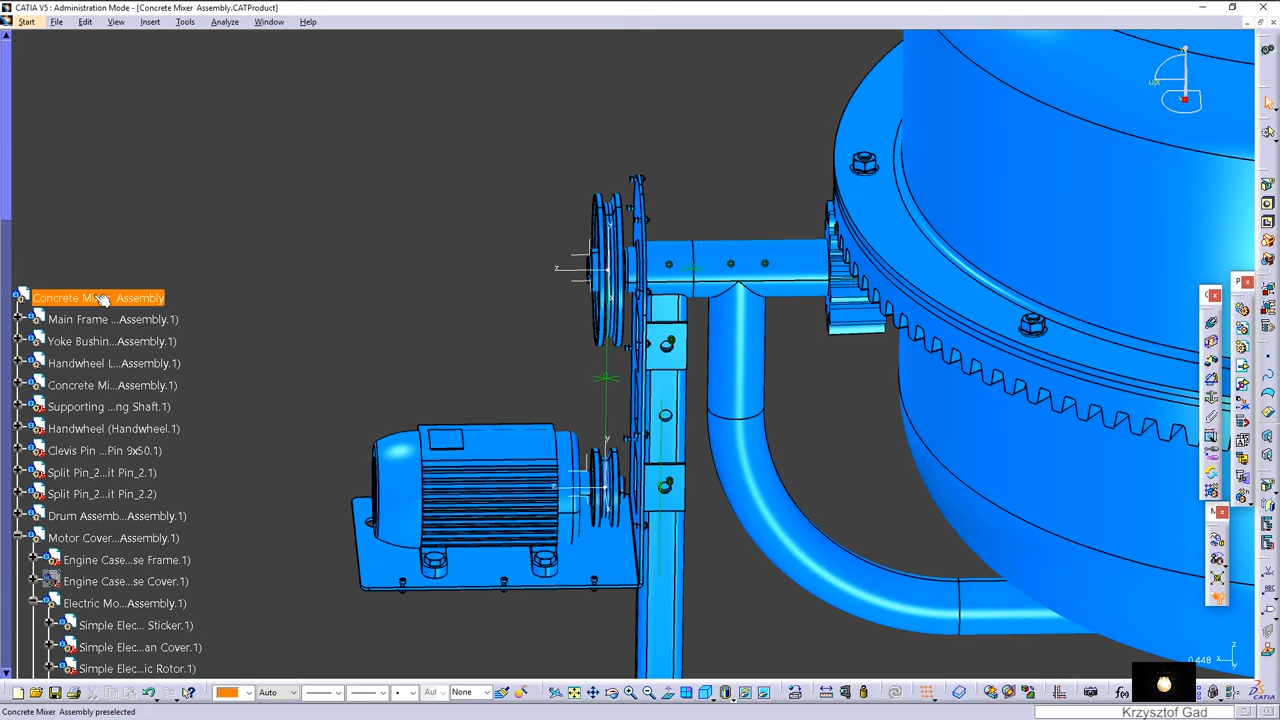 CATIA V5 : Administration Mode - [Concrete Mixer Assembly.CATProduct]
Start File Edit View Insert Tools Analyze Window Help
Concrete Mixer Assembly
Main Frame ...Assembly.1)
Yoke Bushin...Assembly.1)
Handwheel L...Assembly.1)
Concrete Mi...Assembly.1)
Supporting ...ng Shaft.1)
Handwheel (Handwheel.1)
Clevis Pin ...Pin 9x50.1)
Split Pin_2...it Pin_2.1)
Split Pin_2...it Pin_2.2)
Drum Assemb...Assembly.1)
Motor Cover...Assembly.1)
Engine Case...se Frame.1)
Engine Case...se Cover.1)
Electric Mo...Assembly.1)
Simple Elec... Sticker.1)
Simple Elec...an Cover.1)
Simple Elec...ic Rotor.1)
z
y
z
x
y
0.448
Auto
Aut
None
f(x)
CATIA
Concrete Mixer Assembly preselected
Krzysztof Gad